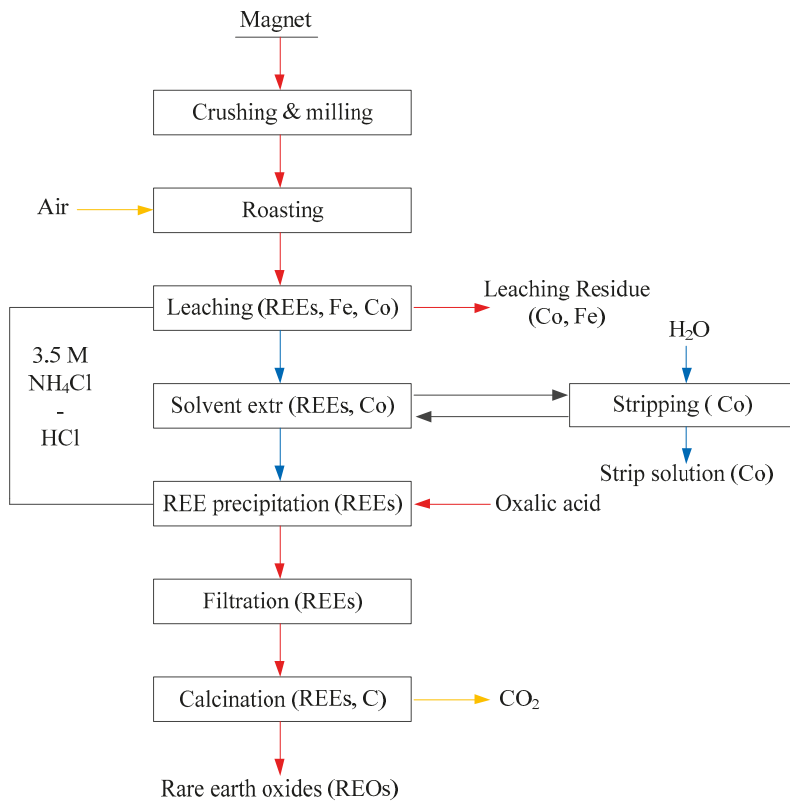 Magnet
Crushing & milling
Air
Roasting
Leaching (REEs, Fe, Co)
Leaching Residue
(Co, Fe)
3.5 M
NH₄Cl
-
HCl
H₂O
Solvent extr (REEs, Co)
Stripping ( Co)
Strip solution (Co)
REE precipitation (REEs)
Oxalic acid
Filtration (REEs)
Calcination (REEs, C)
CO₂
Rare earth oxides (REOs)